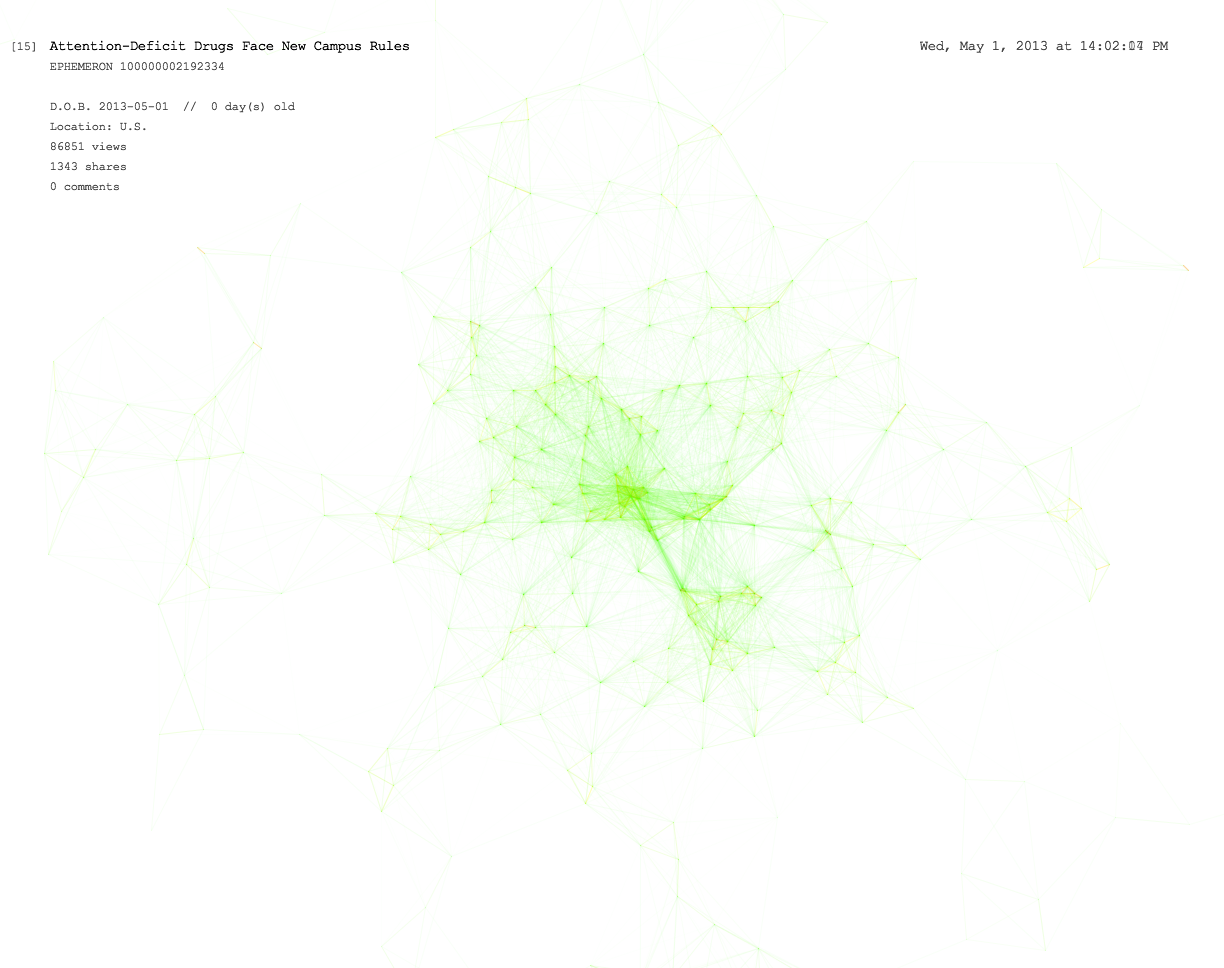 [15] Attention-Deficit Drugs Face New Campus Rules
Wed, May 1, 2013 at 14:02: PM
EPHEMERON 100000002192334
D.O.B. 2013-05-01 // 0 day(s) old
Location: U.S.
86851 views
1343 shares
0 comments